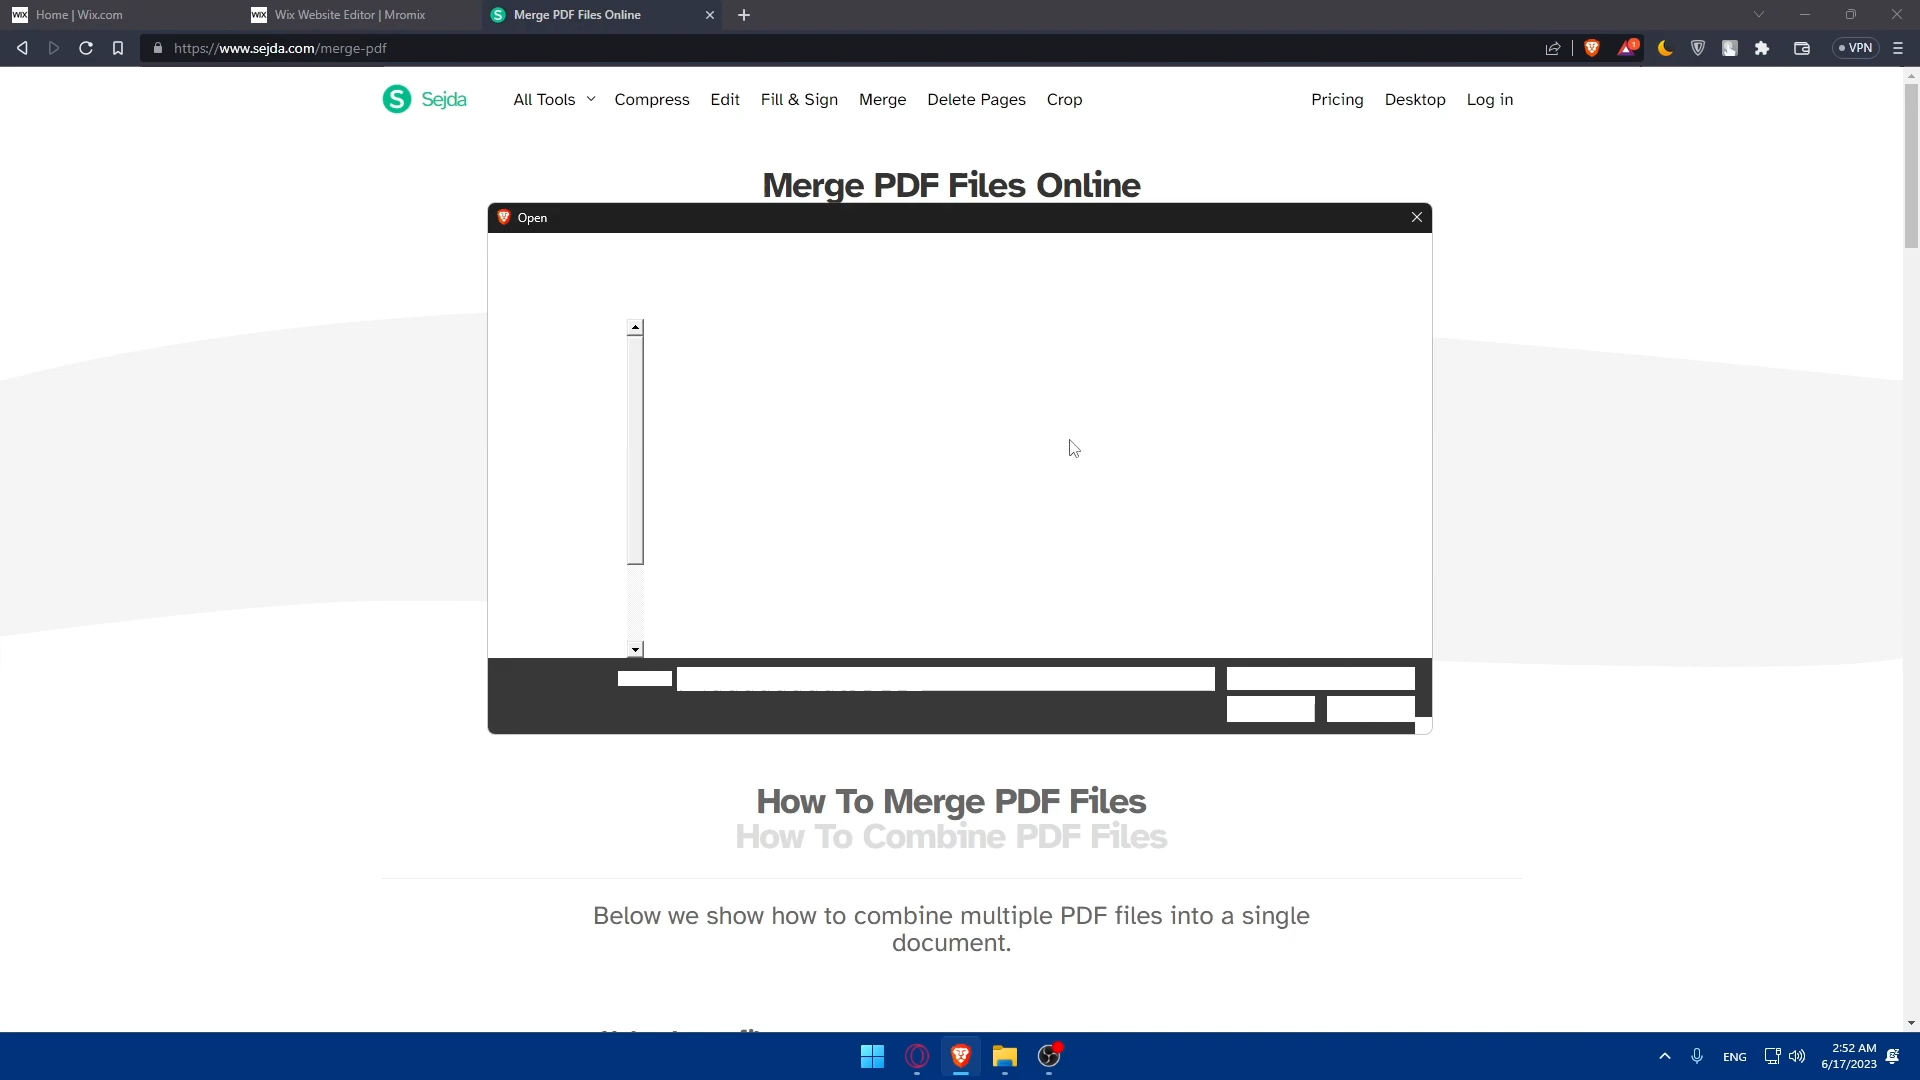 WIX Home | Wix.com
WIX Wix Website Editor | Mromix
S Merge PDF Files Online
https://www.sejda.com/merge-pdf
1
VPN
S Sejda
All Tools
Compress
Edit
Fill & Sign
Merge
Delete Pages
Crop
Pricing
Desktop
Log in
Merge PDF Files Online
Open
How To Merge PDF Files
How To Combine PDF Files
Below we show how to combine multiple PDF files into a single
document.
ENG
2:52 AM
6/17/2023